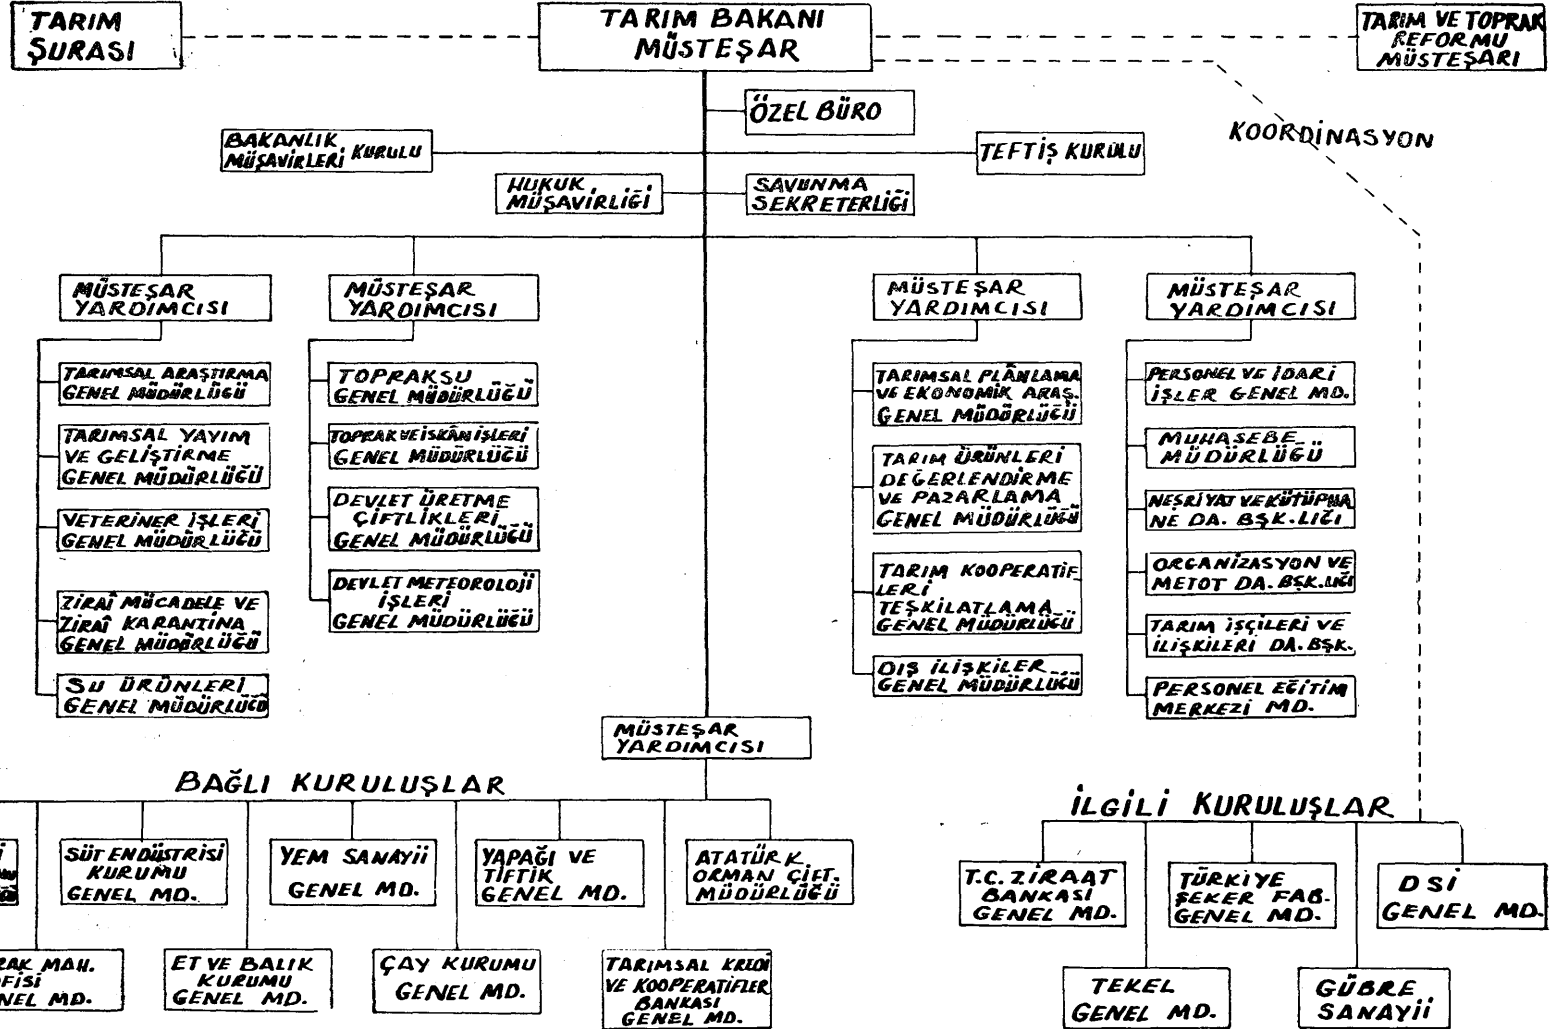 TARIM
ŞURASI
TARIM BAKANI
MÜSTEŞAR
TARIM VE TOPRAK
REFORMU
MÜSTEŞARI
ÖZEL BÜRO
KOORDİNASYON
BAKANLIK
MÜŞAVİRLERİ KURULU
TEFTİŞ KURULU
HUKUK
MÜŞAVİRLİĞİ
SAVUNMA
SEKRETERLİĞİ
MÜSTEŞAR
YARDIMCISI
MÜSTEŞAR
YARDIMCISI
MÜSTEŞAR
YARDIMCISI
MÜSTEŞAR
YARDIMCISI
TARIMSAL ARAŞTIRMA
GENEL MÜDÜRLÜĞÜ
TARIMSAL YAYIM
VE GELİŞTİRME
GENEL MÜDÜRLÜĞÜ
VETERİNER İŞLERİ
GENEL MÜDÜRLÜĞÜ
ZİRAÎ MÜCADELE VE
ZİRAÎ KARANTİNA
GENEL MÜDÜRLÜĞÜ
SU ÜRÜNLERİ
GENEL MÜDÜRLÜĞÜ
TOPRAKSU
GENEL MÜDÜRLÜĞÜ
TOPRAK VE İSKÂN İŞLERİ
GENEL MÜDÜRLÜĞÜ
DEVLET ÜRETME
ÇİFTLİKLERİ
GENEL MÜDÜRLÜĞÜ
DEVLET METEOROLOJİ
İŞLERİ
GENEL MÜDÜRLÜĞÜ
TARIMSAL PLÂNLAMA
VE EKONOMİK ARAŞ.
GENEL MÜDÜRLÜĞÜ
TARIM ÜRÜNLERİ
DEĞERLENDİRME
VE PAZARLAMA
GENEL MÜDÜRLÜĞÜ
TARIM KOOPERATİF
LERİ
TEŞKİLATLAMA
GENEL MÜDÜRLÜĞÜ
DIŞ İLİŞKİLER
GENEL MÜDÜRLÜĞÜ
PERSONEL VE İDARİ
İŞLER GENEL MD.
MUHASEBE
MÜDÜRLÜĞÜ
NEŞRİYAT VE KÜTÜPHA
NE DA. BŞK.LIĞI
ORGANİZASYON VE
METOT DA. BŞK.LIĞI
TARIM İŞÇİLERİ VE
İLİŞKİLERİ DA. BŞK.
PERSONEL EĞİTİM
MERKEZİ MD.
MÜSTEŞAR
YARDIMCISI
BAĞLI KURULUŞLAR
SÜT ENDÜSTRİSİ
KURUMU
GENEL MD.
YEM SANAYİİ
GENEL MD.
YAPAĞI VE
TİFTİK
GENEL MD.
ATATÜRK
ORMAN ÇİFT.
MÜDÜRLÜĞÜ
RAK MAH.
OFİSİ
NEL MD.
ET VE BALIK
KURUMU
GENEL MD.
ÇAY KURUMU
GENEL MD.
TARIMSAL KREDİ
VE KOOPERATİFLER
BANKASI
GENEL MD.
İLGİLİ KURULUŞLAR
T.C. ZİRAAT
BANKASI
GENEL MD.
TÜRKİYE
ŞEKER FAB.
GENEL MD.
DSİ
GENEL MD.
TEKEL
GENEL MD.
GÜBRE
SANAYİİ